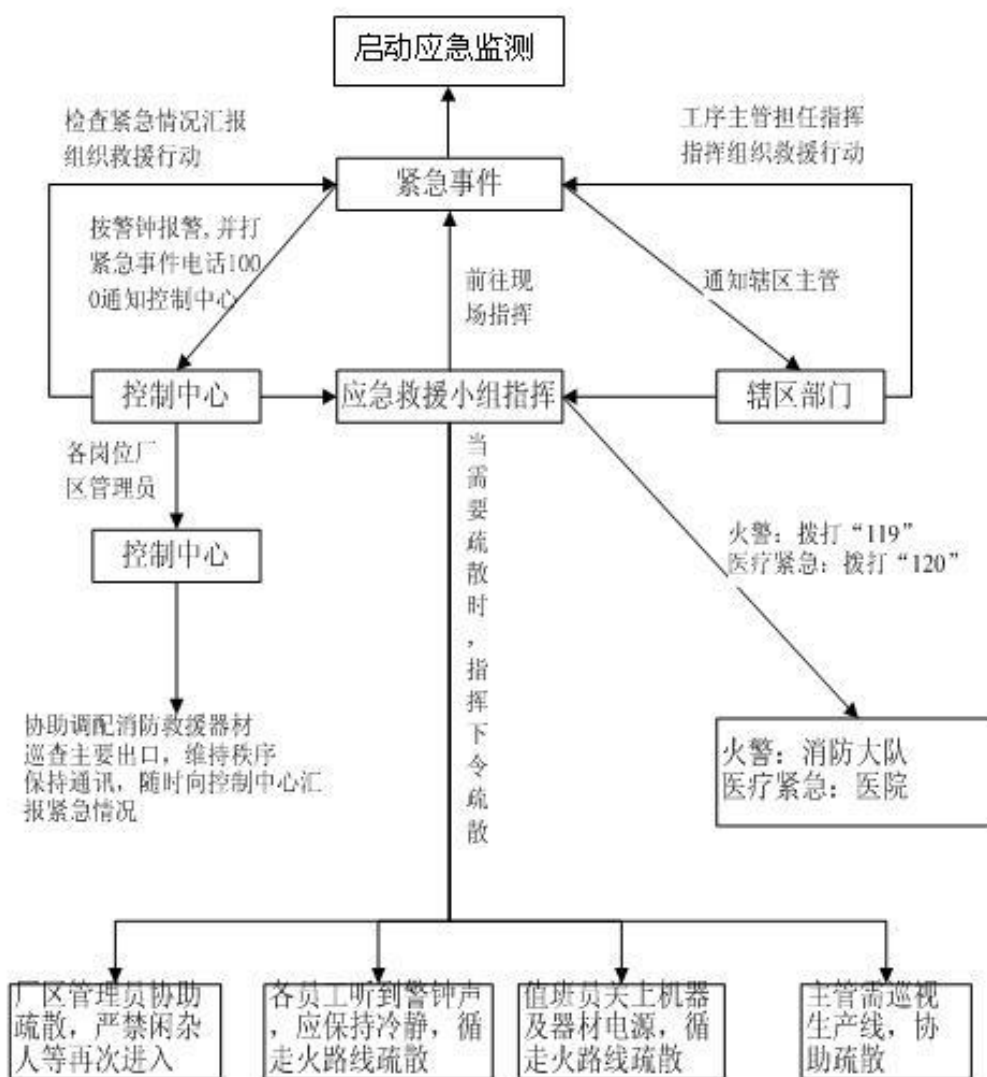 启动应急监测
检查紧急情况汇报
组织救援行动
工序主管担任指挥
指挥组织救援行动
紧急事件
按警钟报警,并打
紧急事件电话100
0通知控制中心
前往现
场指挥
通知辖区主管
控制中心
应急救援小组指挥
辖区部门
各岗位厂
区管理员
当需要疏散时，指挥下令疏散
控制中心
火警：拨打“119”
医疗紧急：拨打“120”
协助调配消防救援器材
巡查主要出口，维持秩序
保持通讯，随时向控制中心汇
报紧急情况
火警：消防大队
医疗紧急：医院
厂区管理员协助
疏散，严禁闲杂
人等再次进入
各员工听到警钟声
，应保持冷静，循
走火路线疏散
值班员关上机器
及器材电源，循
走火路线疏散
主管需巡视
生产线，协
助疏散